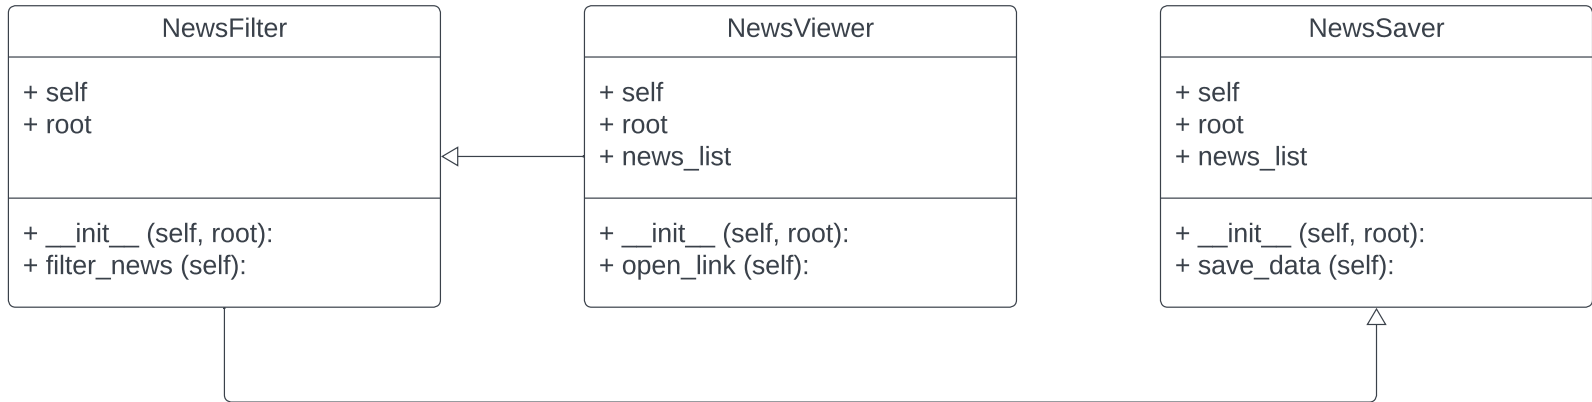 NewsFilter
+ self
+ root
+ __init__ (self, root):
+ filter_news (self):
NewsViewer
+ self
+ root
+ news_list
+ __init__ (self, root):
+ open_link (self):
NewsSaver
+ self
+ root
+ news_list
+ __init__ (self, root):
+ save_data (self):